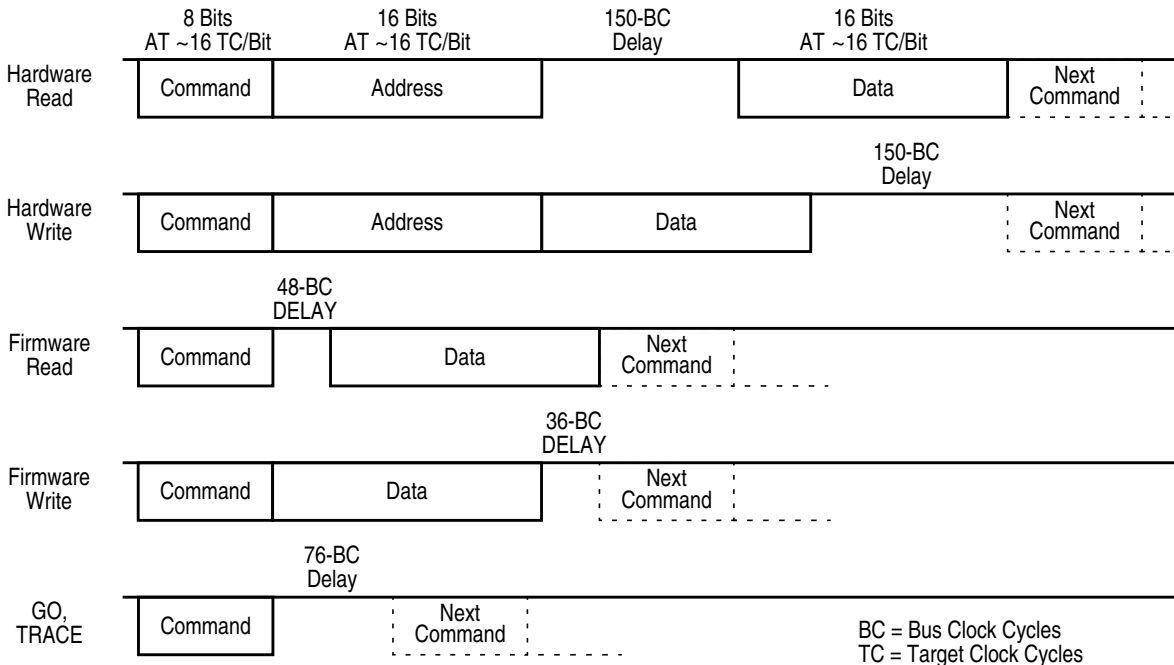 8 Bits
AT ~16 TC/Bit
16 Bits
AT ~16 TC/Bit
150-BC
Delay
16 Bits
AT ~16 TC/Bit
Hardware
Read
Command
Address
Data
Next
Command
150-BC
Delay
Hardware
Write
Command
Address
Data
Next
Command
48-BC
DELAY
Firmware
Read
Command
Data
Next
Command
36-BC
DELAY
Firmware
Write
Command
Data
Next
Command
76-BC
Delay
GO,
TRACE
Command
Next
Command
BC = Bus Clock Cycles
TC = Target Clock Cycles